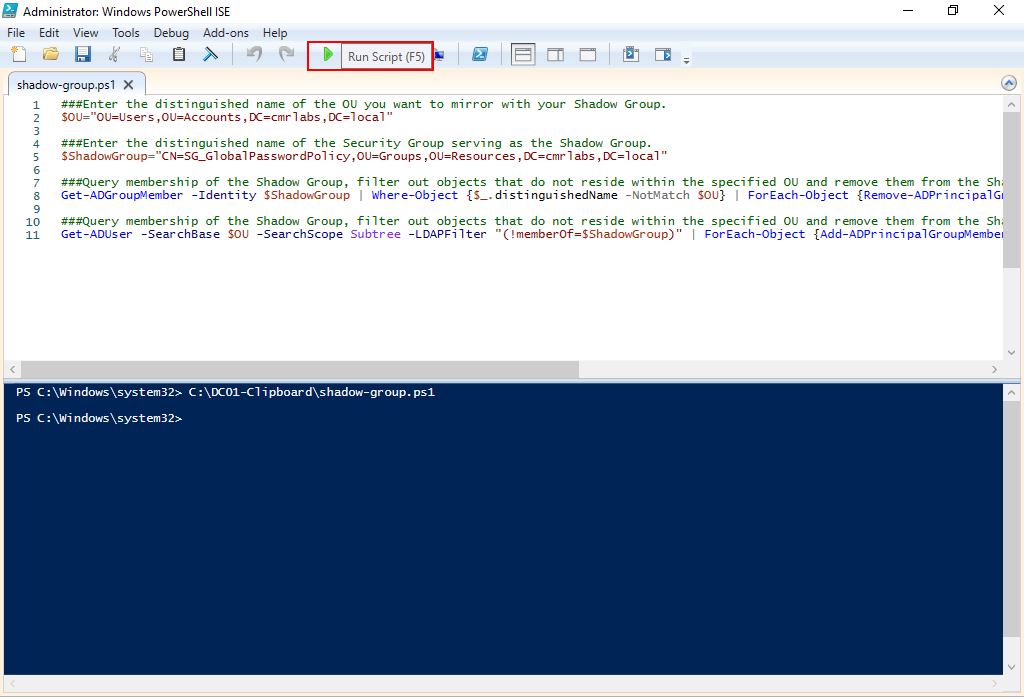 Administrator: Windows PowerShell ISE
File Edit View Tools Debug Add-ons Help
Run Script (F5)
shadow-group.ps1
1 ###Enter the distinguished name of the OU you want to mirror with your Shadow Group.
2 $OU="OU=Users,OU=Accounts,DC=cmrlabs,DC=local"
3
4 ###Enter the distinguished name of the Security Group serving as the Shadow Group.
5 $ShadowGroup="CN=SG_GlobalPasswordPolicy,OU=Groups,OU=Resources,DC=cmrlabs,DC=local"
6
7 ###Query membership of the Shadow Group, filter out objects that do not reside within the specified OU and remove them from the Sha
8 Get-ADGroupMember -Identity $ShadowGroup | Where-Object {$_.distinguishedName -NotMatch $OU} | ForEach-Object {Remove-ADPrincipalG
9
10 ###Query membership of the Shadow Group, filter out objects that do not reside within the specified OU and remove them from the Sha
11 Get-ADUser -SearchBase $OU -SearchScope Subtree -LDAPFilter "(!memberOf=$ShadowGroup)" | ForEach-Object {Add-ADPrincipalGroupMember
PS C:\Windows\system32> C:\DC01-Clipboard\shadow-group.ps1
PS C:\Windows\system32>